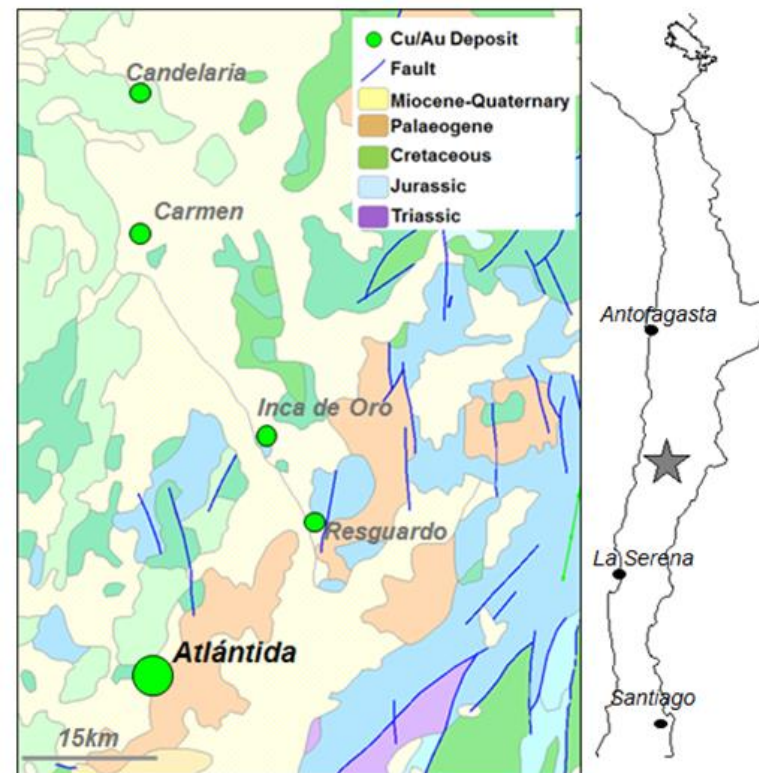 Cu/Au Deposit
Fault
Miocene-Quaternary
Palaeogene
Cretaceous
Jurassic
Triassic
Candelaria
Carmen
Inca de Oro
Resguardo
Atlántida
15km
Antofagasta
La Serena
Santiago